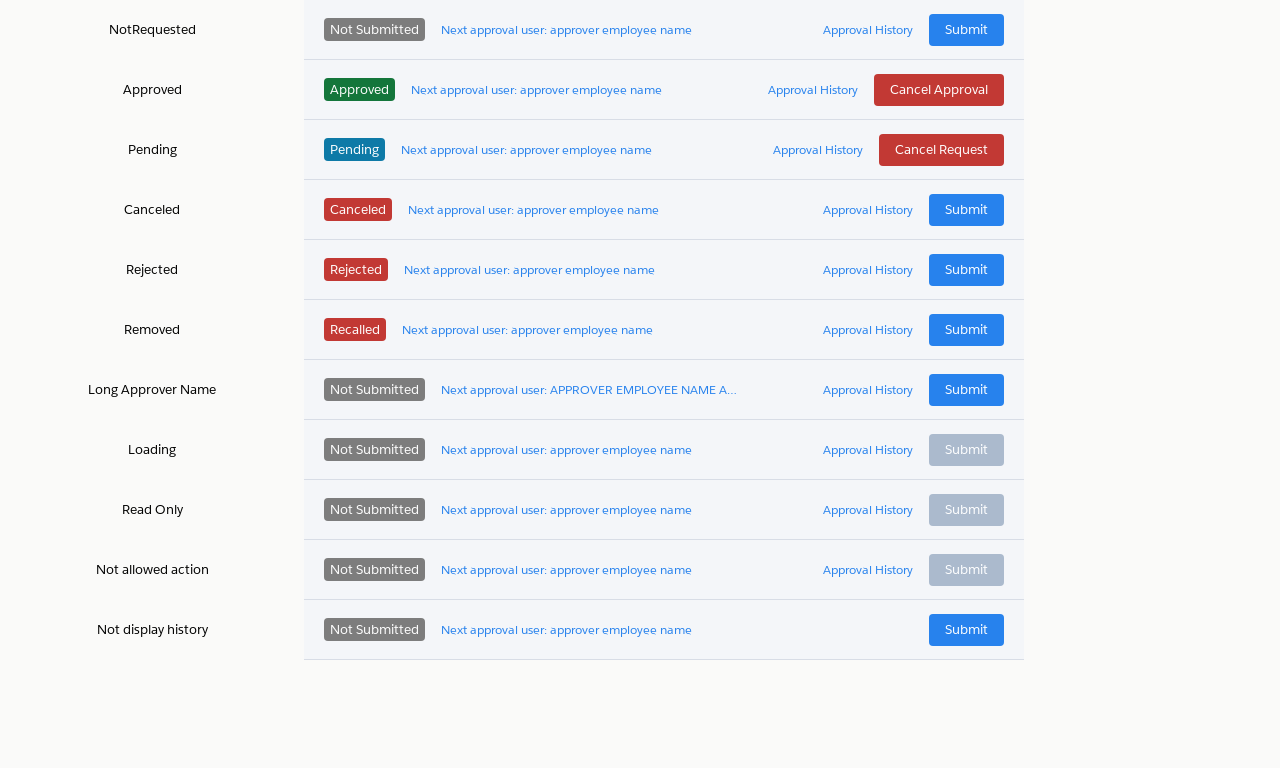 NotRequested Not Submitted Next approval user: approver employee name Approval History Submit
Approved Approved Next approval user: approver employee name Approval History Cancel Approval
Pending Pending Next approval user: approver employee name Approval History Cancel Request
Canceled Canceled Next approval user: approver employee name Approval History Submit
Rejected Rejected Next approval user: approver employee name Approval History Submit
Removed Recalled Next approval user: approver employee name Approval History Submit
Long Approver Name Not Submitted Next approval user: APPROVER EMPLOYEE NAME A... Approval History Submit
Loading Not Submitted Next approval user: approver employee name Approval History Submit
Read Only Not Submitted Next approval user: approver employee name Approval History Submit
Not allowed action Not Submitted Next approval user: approver employee name Approval History Submit
Not display history Not Submitted Next approval user: approver employee name Submit